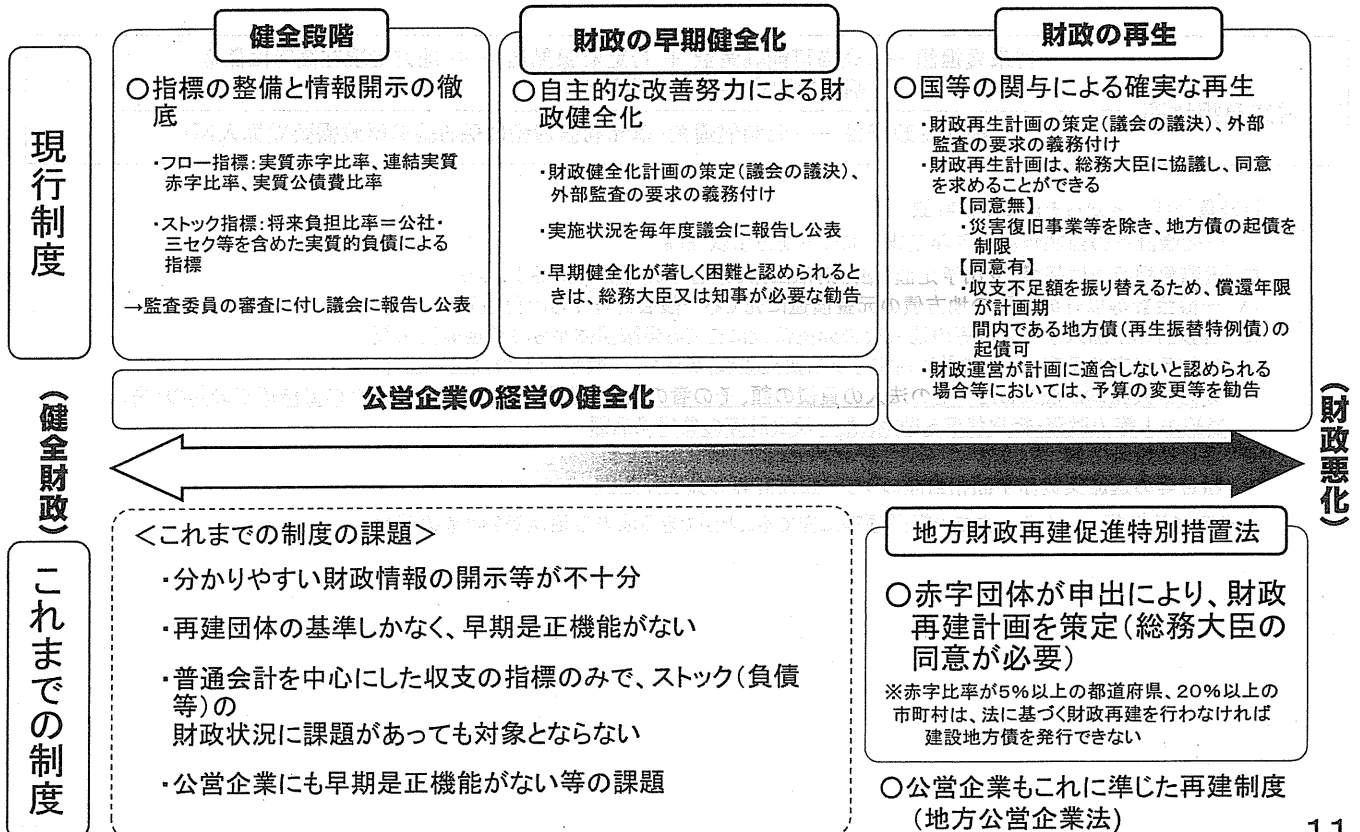 現行制度
健全段階
○指標の整備と情報開示の徹
底
・フロー指標:実質赤字比率、連結実質
赤字比率、実質公債費比率
・ストック指標:将来負担比率=公社・
三セク等を含めた実質的負債による
指標
→監査委員の審査に付し議会に報告し公表
財政の早期健全化
○自主的な改善努力による財
政健全化
・財政健全化計画の策定(議会の議決)、
外部監査の要求の義務付け
・実施状況を毎年度議会に報告し公表
・早期健全化が著しく困難と認められると
きは、総務大臣又は知事が必要な勧告
財政の再生
○国等の関与による確実な再生
・財政再生計画の策定(議会の議決)、外部
監査の要求の義務付け
・財政再生計画は、総務大臣に協議し、同意
を求めることができる
【同意無】
・災害復旧事業等を除き、地方債の起債を
制限
【同意有】
・収支不足額を振り替えるため、償還年限
が計画期
間内である地方債(再生振替特例債)の
起債可
・財政運営が計画に適合しないと認められる
場合等においては、予算の変更等を勧告
公営企業の経営の健全化
(健全財政)
(財政悪化)
これまでの制度
<これまでの制度の課題>
・分かりやすい財政情報の開示等が不十分
・再建団体の基準しかなく、早期是正機能がない
・普通会計を中心にした収支の指標のみで、ストック(負債
等)の
財政状況に課題があっても対象とならない
・公営企業にも早期是正機能がない等の課題
地方財政再建促進特別措置法
○赤字団体が申出により、財政
再建計画を策定(総務大臣の
同意が必要)
※赤字比率が5%以上の都道府県、20%以上の
市町村は、法に基づく財政再建を行わなければ
建設地方債を発行できない
○公営企業もこれに準じた再建制度
(地方公営企業法)
11